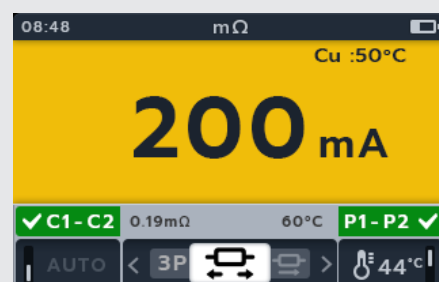 08:48 mΩ
Cu :50°C
200 mA
C1-C2 0.19mΩ 60°C P1-P2
AUTO < 3P > 44°C